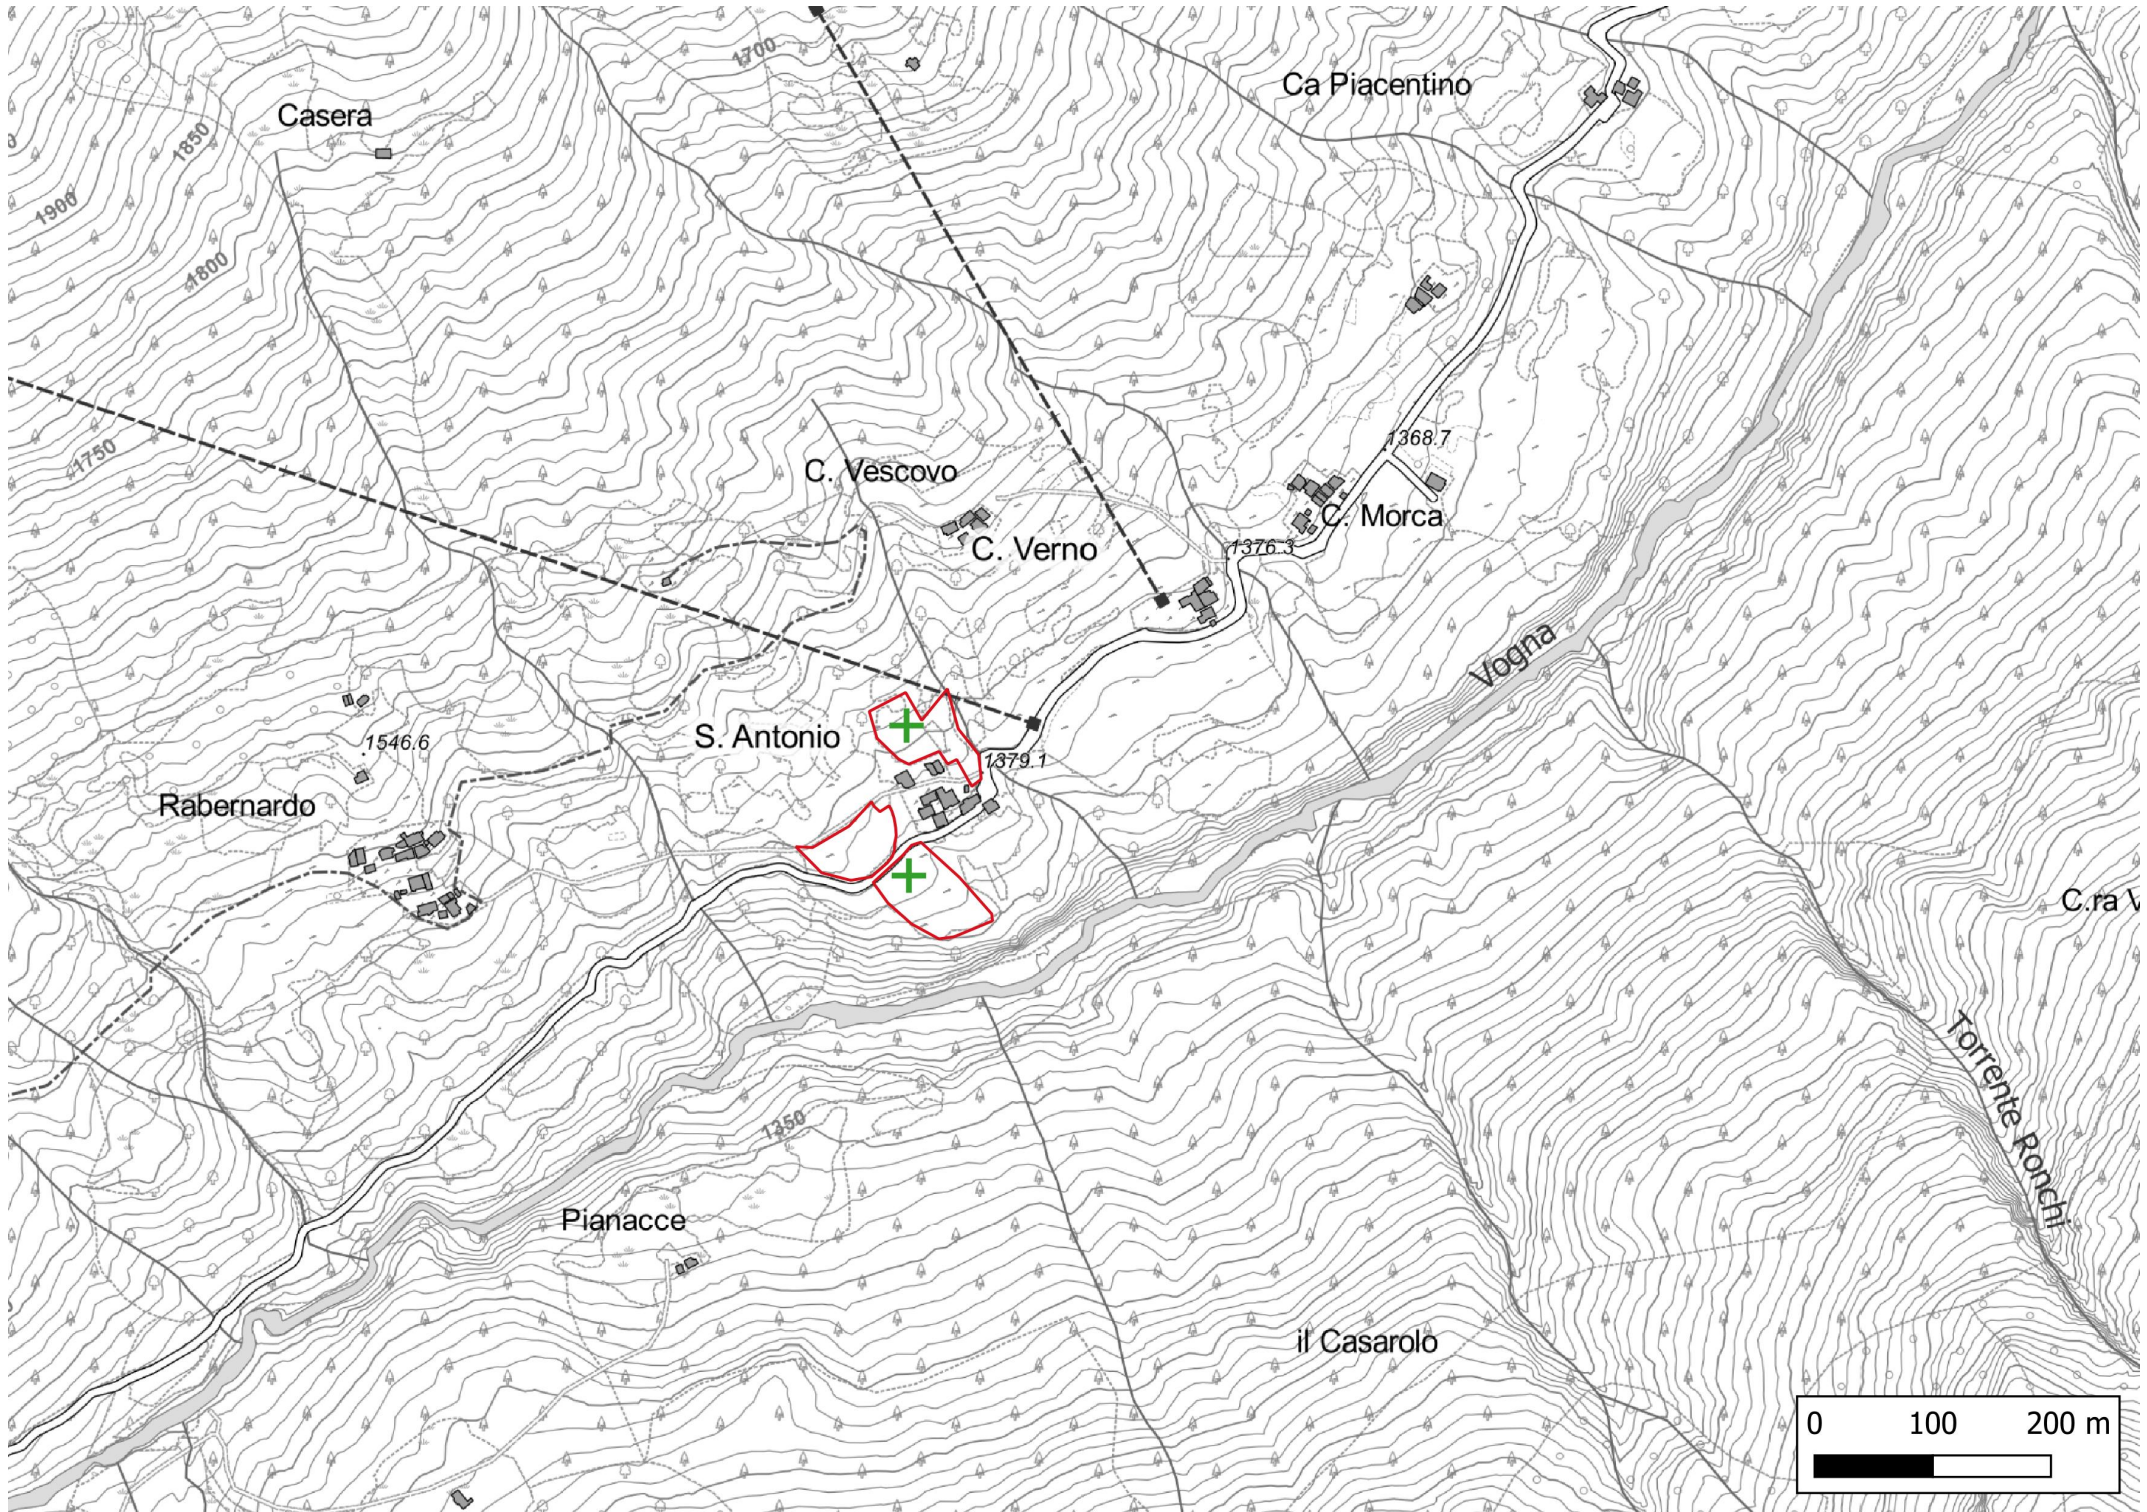 1700
Ca Piacentino
Casera
1850
1900
1800
1368.7
1750
C. Vescovo
C. Morca
C. Verno
1376.3
Vogna
S. Antonio
1546.6
1379.1
Rabernardo
C.ra V
Torrente Ronchi
1350
Pianacce
il Casarolo
0 100 200 m